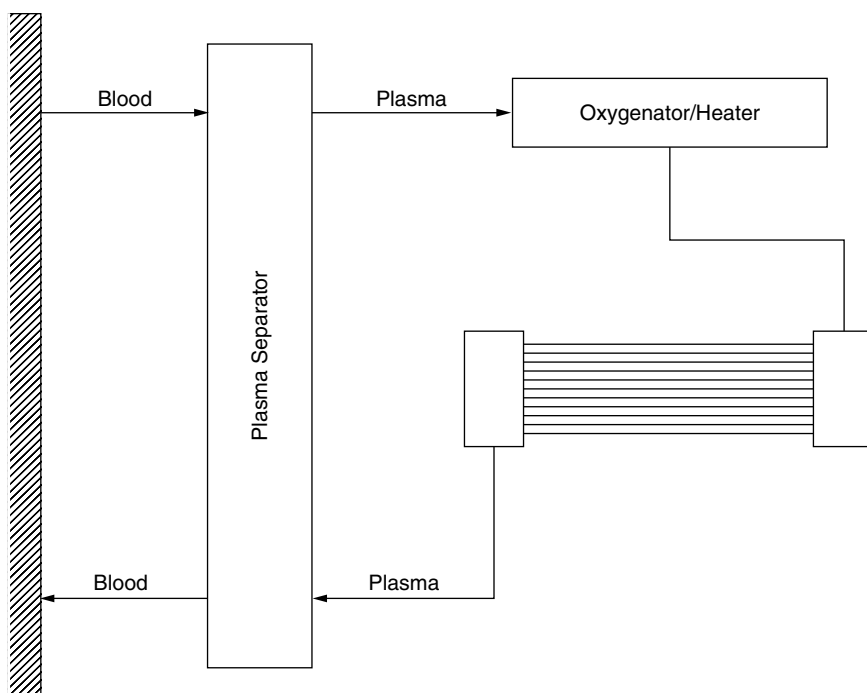 Blood
Plasma
Oxygenator/Heater
Plasma Separator
Blood
Plasma